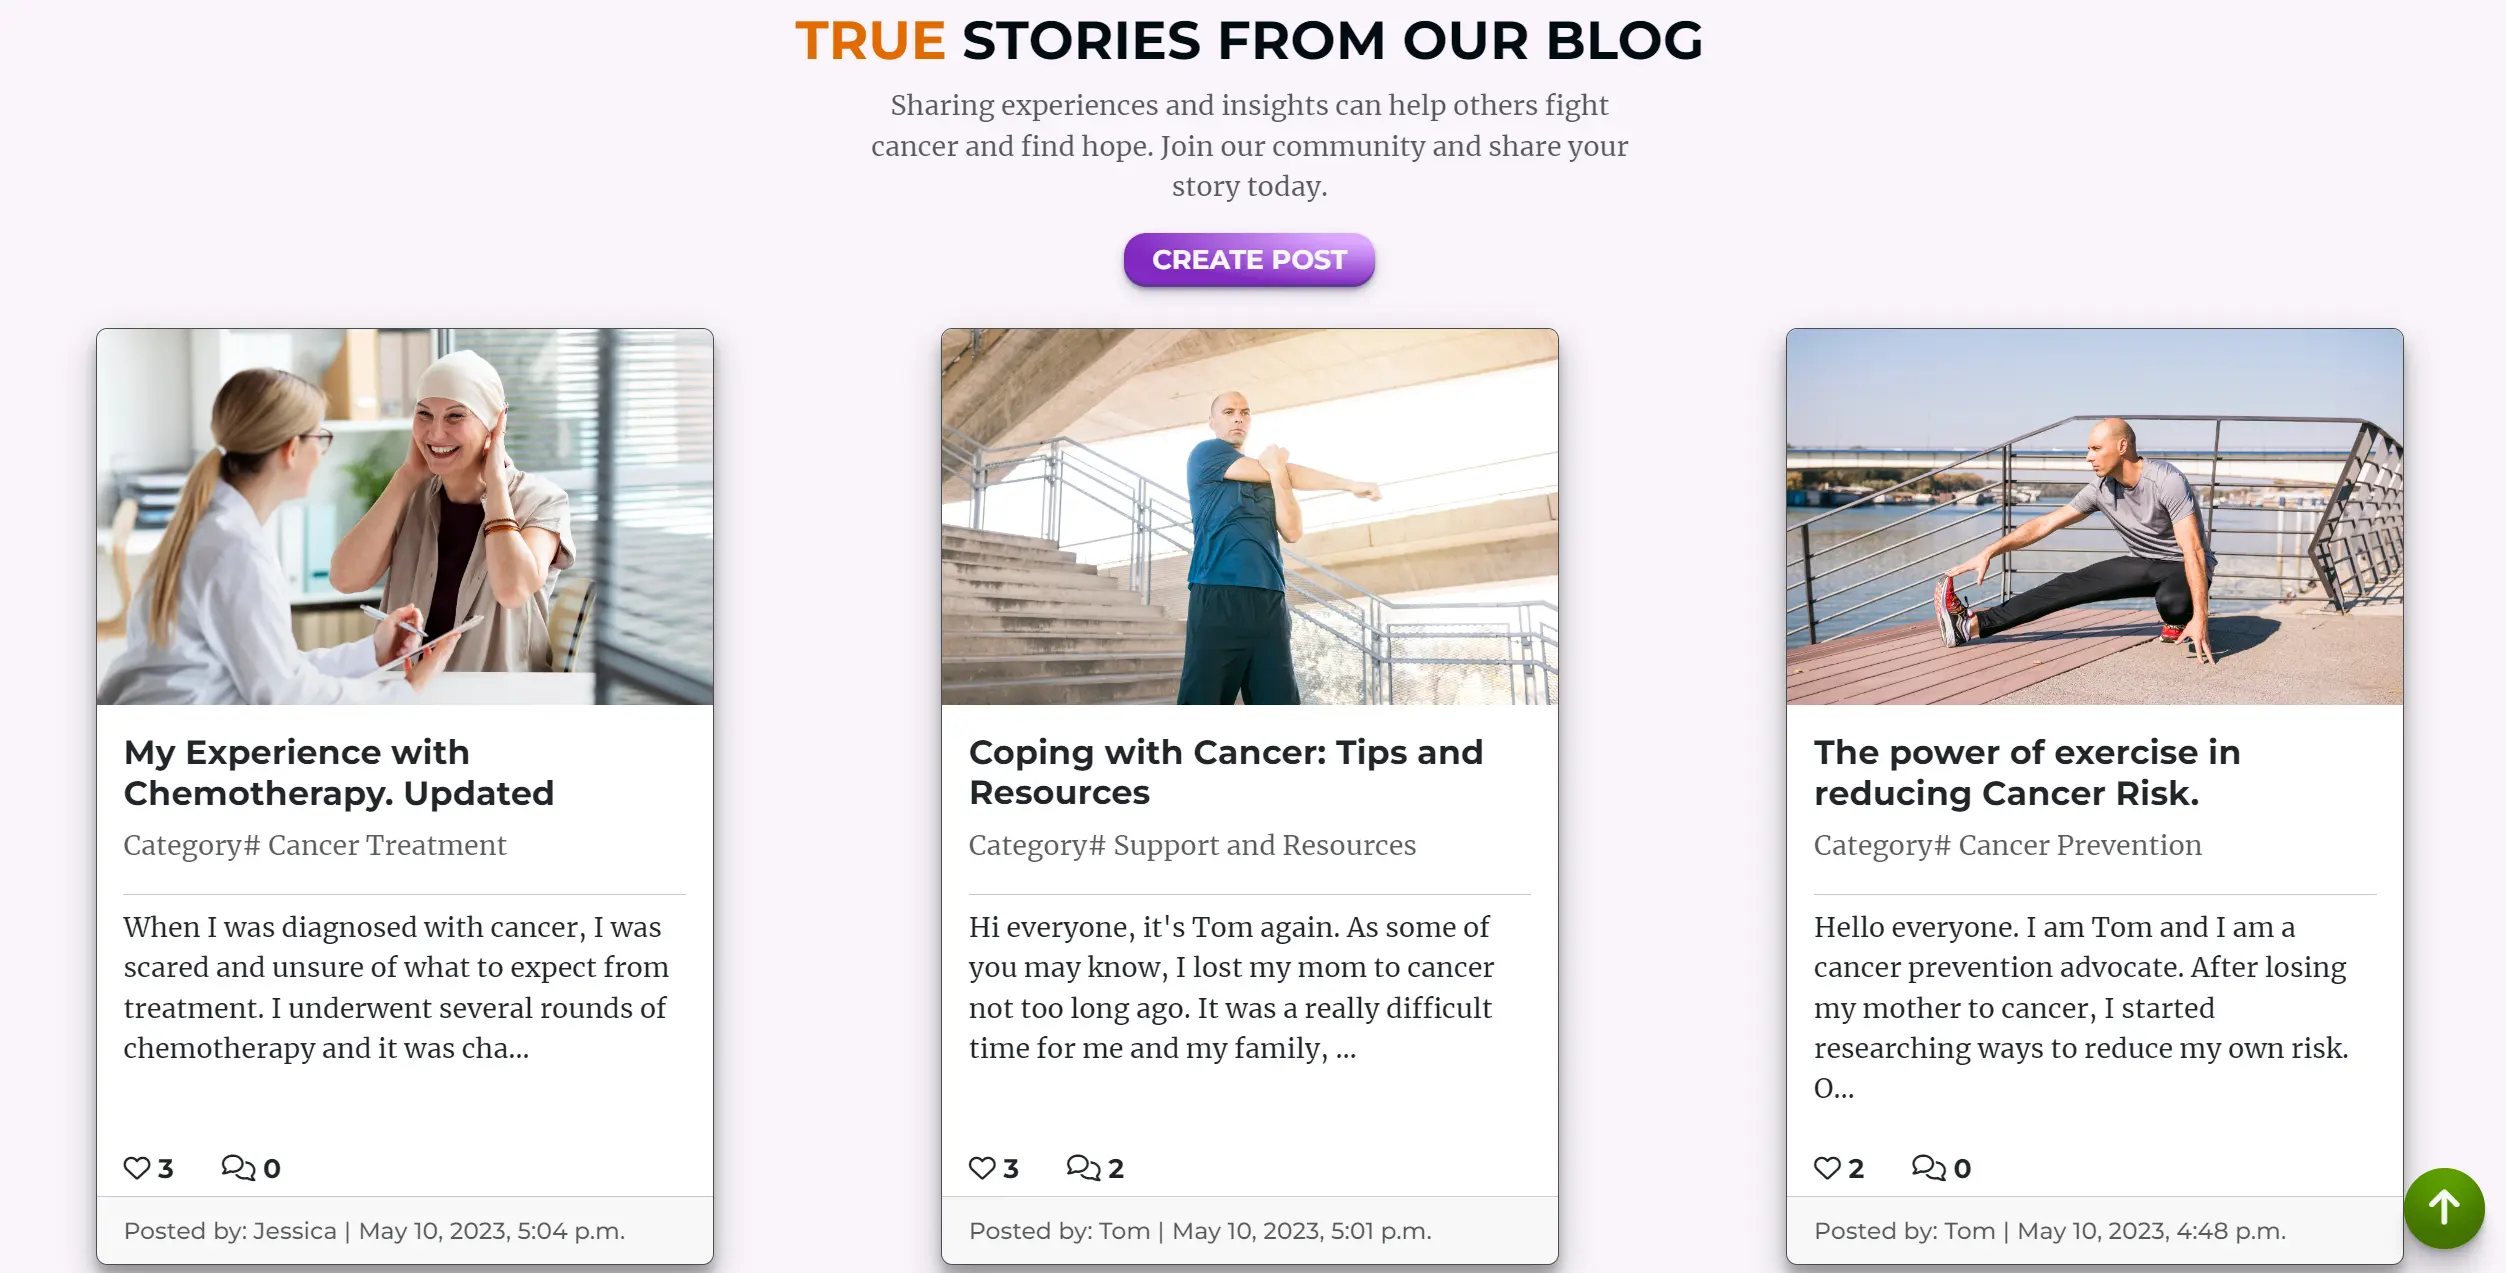 TRUE STORIES FROM OUR BLOG
Sharing experiences and insights can help others fight
cancer and find hope. Join our community and share your
story today.
CREATE POST
My Experience with
Chemotherapy. Updated
Category# Cancer Treatment
When I was diagnosed with cancer, I was
scared and unsure of what to expect from
treatment. I underwent several rounds of
chemotherapy and it was cha...
3 0
Posted by: Jessica | May 10, 2023, 5:04 p.m.
Coping with Cancer: Tips and
Resources
Category# Support and Resources
Hi everyone, it's Tom again. As some of
you may know, I lost my mom to cancer
not too long ago. It was a really difficult
time for me and my family, ...
3 2
Posted by: Tom | May 10, 2023, 5:01 p.m.
The power of exercise in
reducing Cancer Risk.
Category# Cancer Prevention
Hello everyone. I am Tom and I am a
cancer prevention advocate. After losing
my mother to cancer, I started
researching ways to reduce my own risk.
O...
2 0
Posted by: Tom | May 10, 2023, 4:48 p.m.